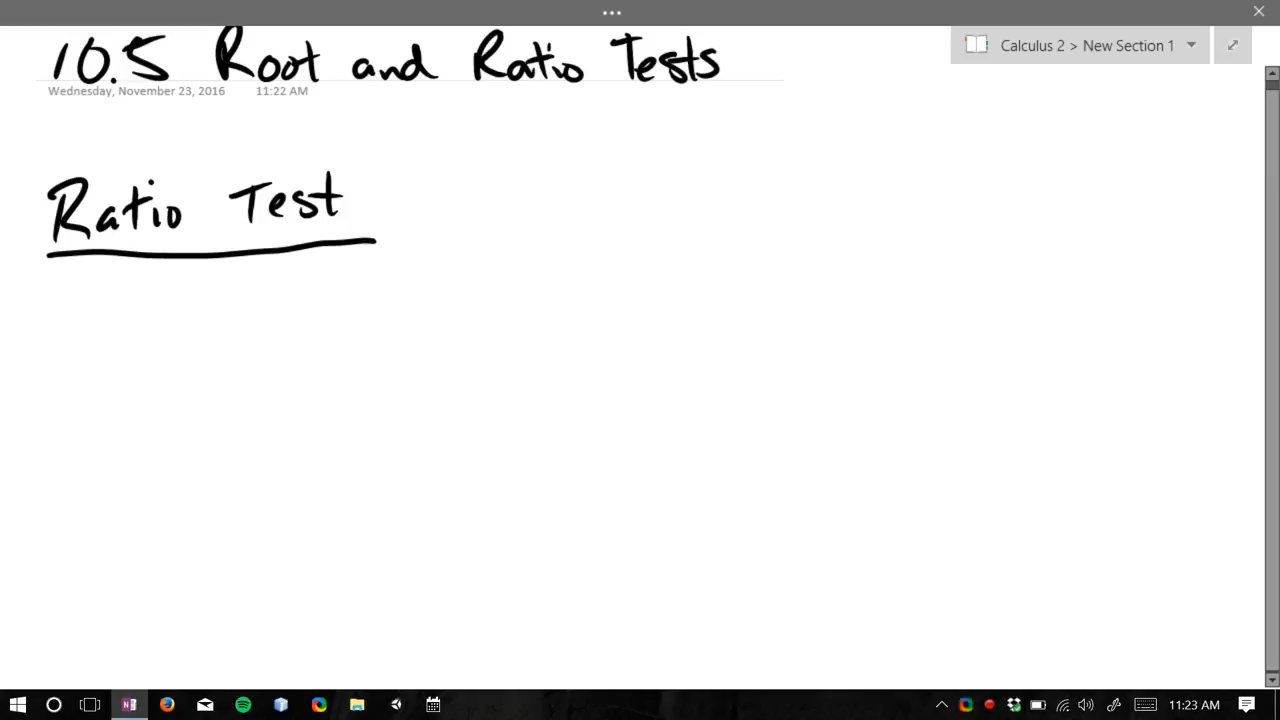 10.5 Root and Ratio Tests
Calculus 2 > New Section 1
Wednesday, November 23, 2016 11:22 AM
Ratio Test
11:23 AM